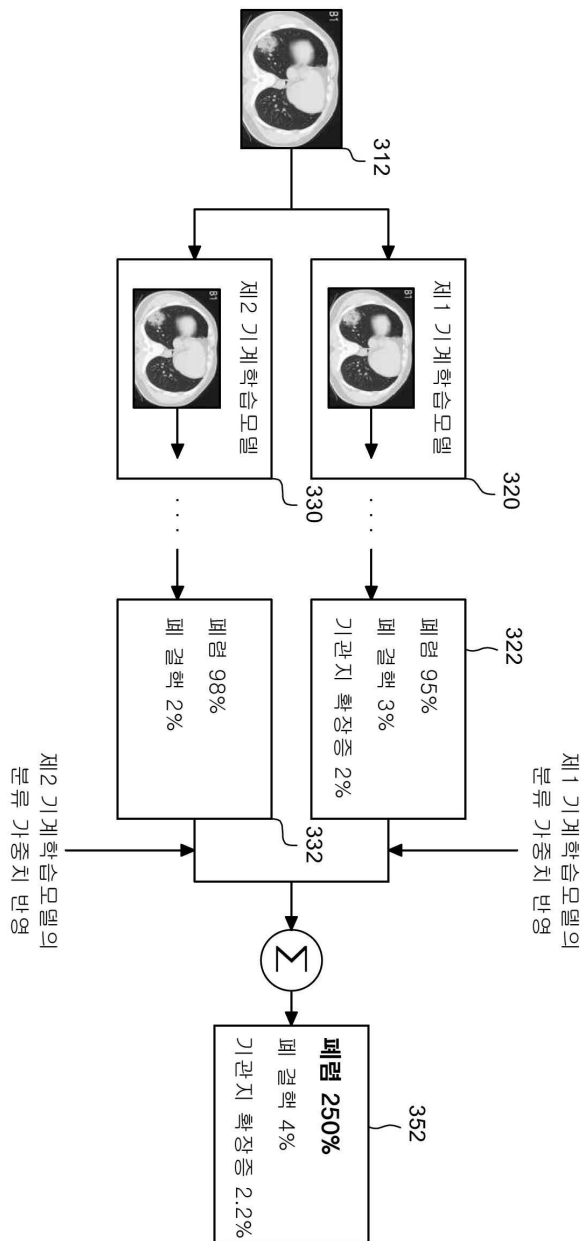 B1
312
제1 기계학습모델
B1
320
제2 기계학습모델
B1
330
· · ·
· · ·
322
폐렴 95%
폐 결핵 3%
기관지 확장증 2%
폐렴 98%
폐 결핵 2%
332
제1 기계학습모델의
분류 가중치 반영
제2 기계학습모델의
분류 가중치 반영
Σ
352
폐렴 250%
폐 결핵 4%
기관지 확장증 2.2%